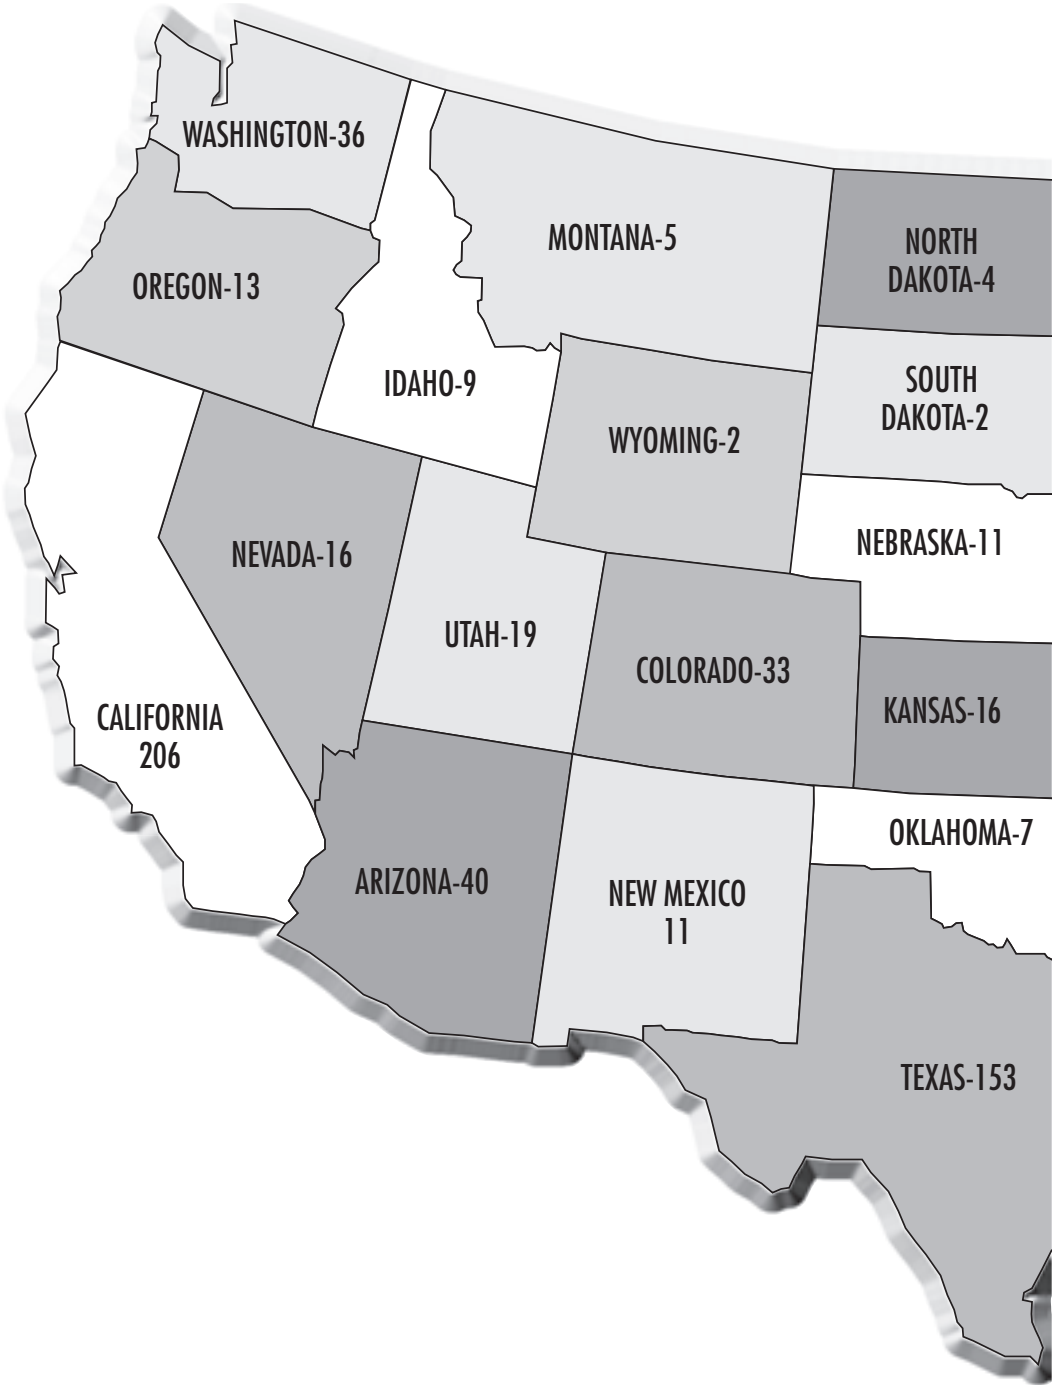 WASHINGTON-36
MONTANA-5
NORTH
DAKOTA-4
OREGON-13
IDAHO-9
SOUTH
DAKOTA-2
WYOMING-2
NEBRASKA-11
NEVADA-16
UTAH-19
COLORADO-33
KANSAS-16
CALIFORNIA
206
OKLAHOMA-7
ARIZONA-40
NEW MEXICO
11
TEXAS-153